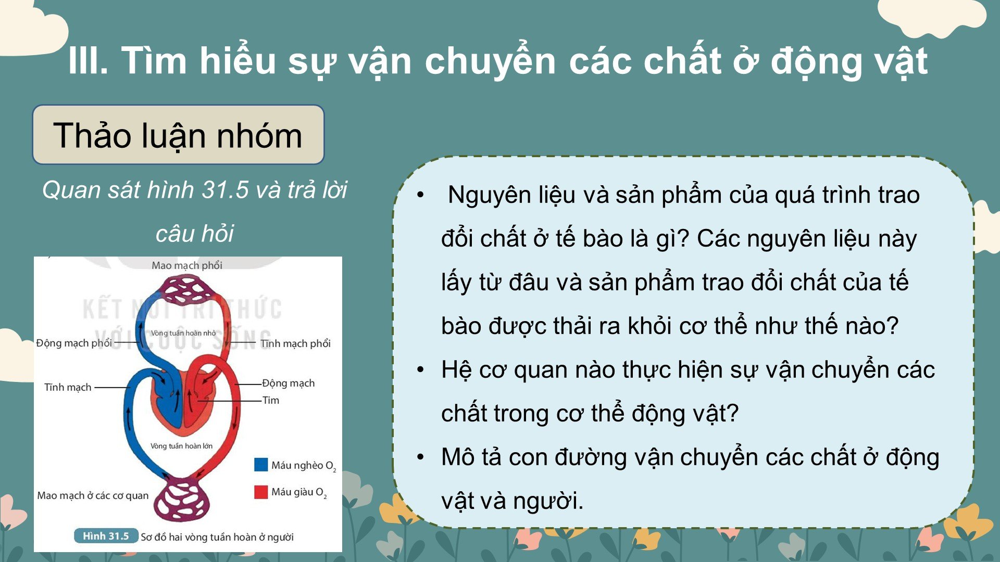 III. Tìm hiểu sự vận chuyển các chất ở động vật
Thảo luận nhóm
Quan sát hình 31.5 và trả lời
câu hỏi
Mao mạch phổi
KẾT NỐI TRI THỨC
VỚI CUỘC SỐNG
Vòng tuần hoàn nhỏ
Động mạch phổi
Tĩnh mạch phổi
Tĩnh mạch
Động mạch
Tim
Vòng tuần hoàn lớn
Máu nghèo O₂
Máu giàu O₂
Mao mạch ở các cơ quan
Hình 31.5 Sơ đồ hai vòng tuần hoàn ở người
• Nguyên liệu và sản phẩm của quá trình trao
đổi chất ở tế bào là gì? Các nguyên liệu này
lấy từ đâu và sản phẩm trao đổi chất của tế
bào được thải ra khỏi cơ thể như thế nào?
• Hệ cơ quan nào thực hiện sự vận chuyển các
chất trong cơ thể động vật?
• Mô tả con đường vận chuyển các chất ở động
vật và người.